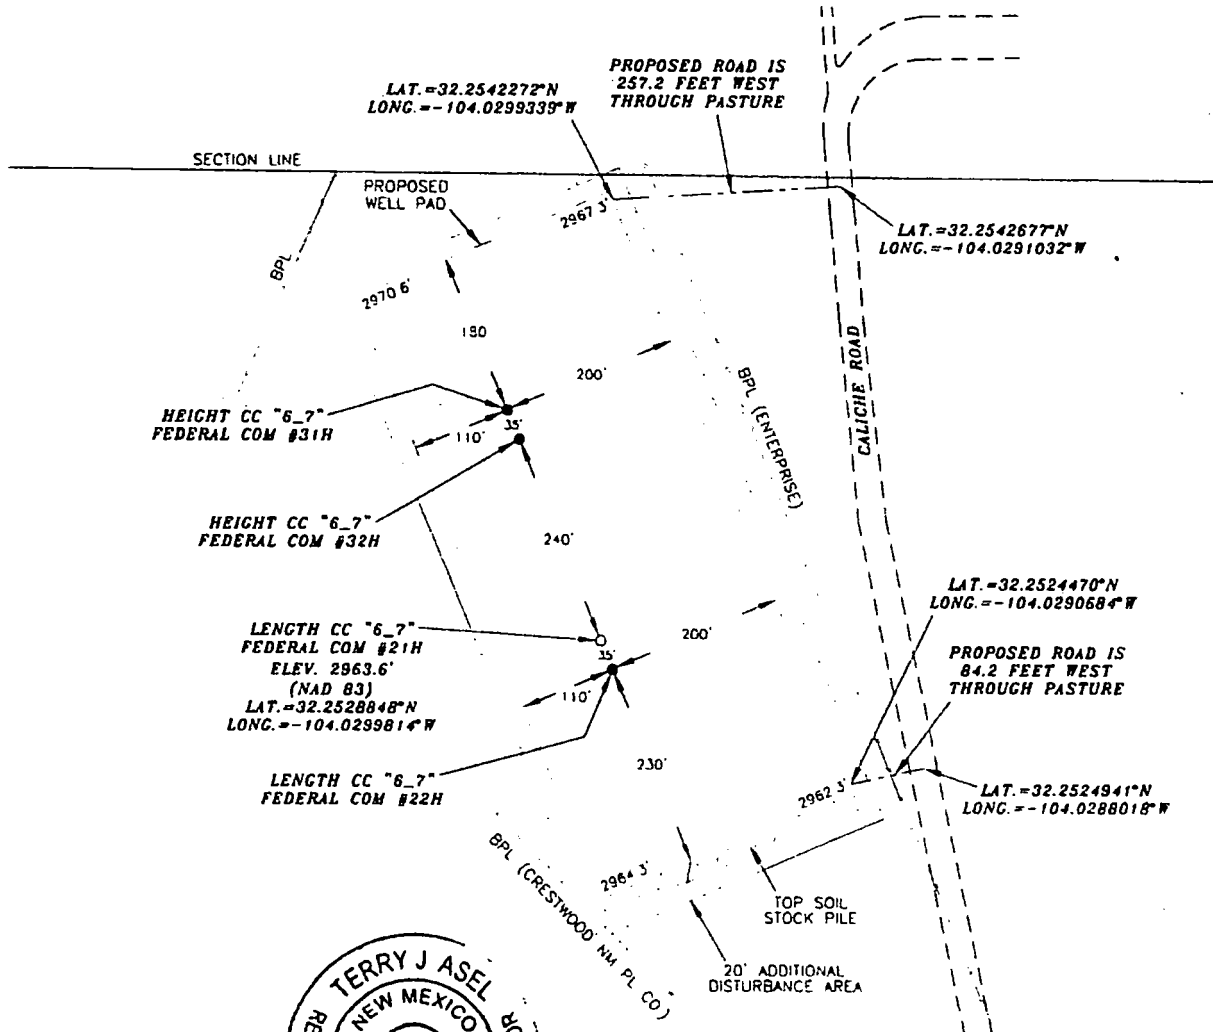 LAT.=32.2542272°N
LONG.=-104.0299339°W
PROPOSED ROAD IS
257.2 FEET WEST
THROUGH PASTURE
SECTION LINE
PROPOSED
WELL PAD
2967 3'
LAT.=32.2542677°N
LONG.=-104.0291032°W
BPL
2970 6'
180
200'
BPL (ENTERPRISE)
CALICHE ROAD
HEIGHT CC "6_7"
FEDERAL COM #31H
35'
110'
HEIGHT CC "6_7"
FEDERAL COM #32H
240'
LAT.=32.2524470°N
LONG.=-104.0290684°W
LENGTH CC "6_7"
FEDERAL COM #21H
ELEV. 2963.6'
(NAD 83)
LAT.=32.2528848°N
LONG.=-104.0299814°W
200'
35'
110'
PROPOSED ROAD IS
84.2 FEET WEST
THROUGH PASTURE
LENGTH CC "6_7"
FEDERAL COM #22H
230'
2962 3'
LAT.=32.2524941°N
LONG.=-104.0288018°W
BPL (CRESTWOOD NM PL CO.)
2964 3'
TOP SOIL
STOCK PILE
20' ADDITIONAL
DISTURBANCE AREA
TERRY J ASEL
NEW MEXICO